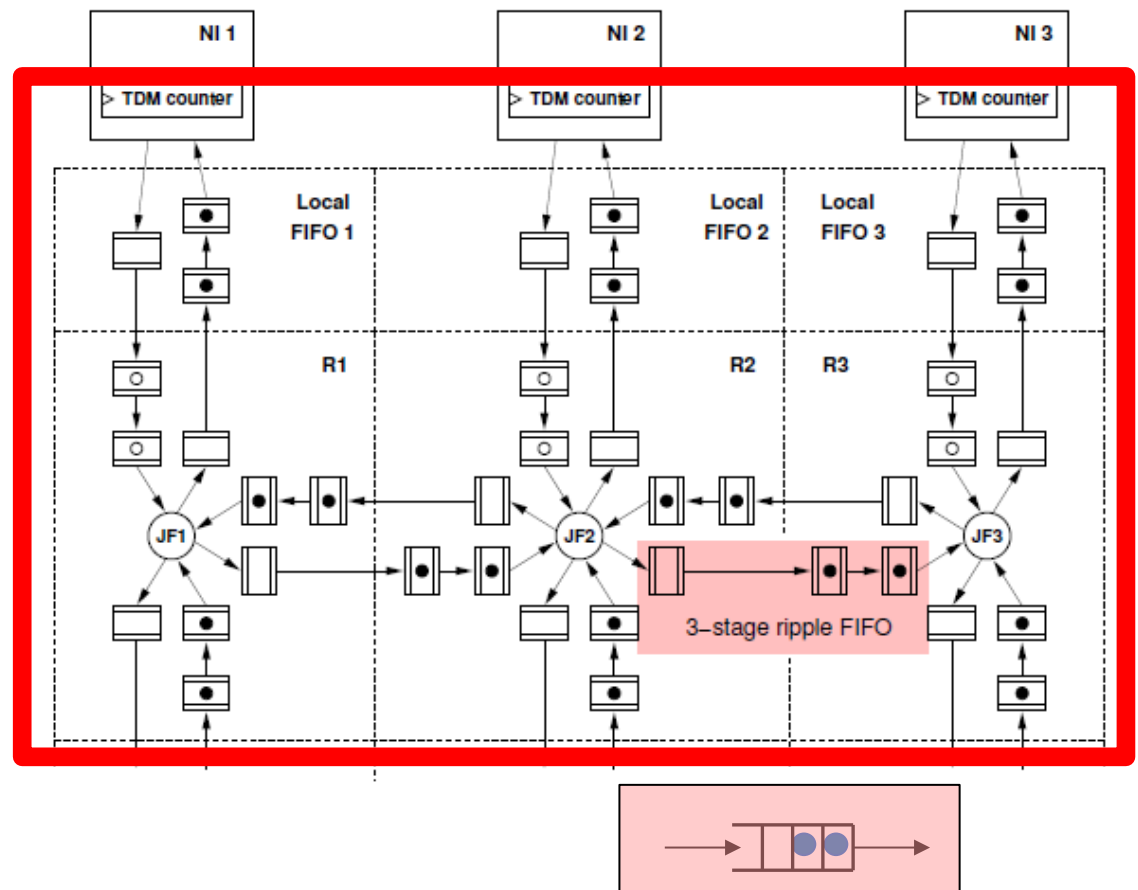 NI 1
NI 2
NI 3
> TDM counter
> TDM counter
> TDM counter
Local
FIFO 1
Local
FIFO 2
Local
FIFO 3
R1
R2
R3
JF1
JF2
JF3
3-stage ripple FIFO